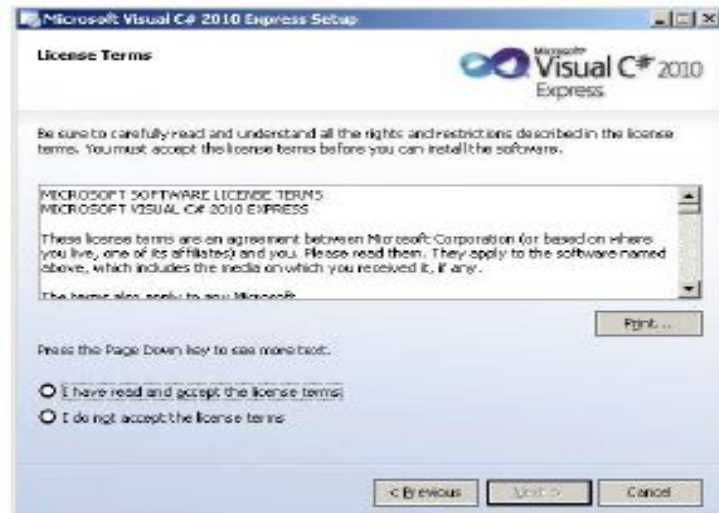 Microsoft Visual C# 2010 Express Setup
License Terms
Microsoft
Visual C# 2010
Express
Be sure to carefully read and understand all the rights and restrictions described in the license
terms. You must accept the license terms before you can install the software.
MICROSOFT SOFTWARE LICENSE TERMS
MICROSOFT VISUAL C# 2010 EXPRESS
These license terms are an agreement between Microsoft Corporation (or based on where
you live, one of its affiliates) and you. Please read them. They apply to the software named
above, which includes the media on which you received it, if any.
The terms also apply to any Microsoft
Print ...
Press the Page Down key to see more text.
I have read and accept the license terms
I do not accept the license terms
< Previous
Next >
Cancel